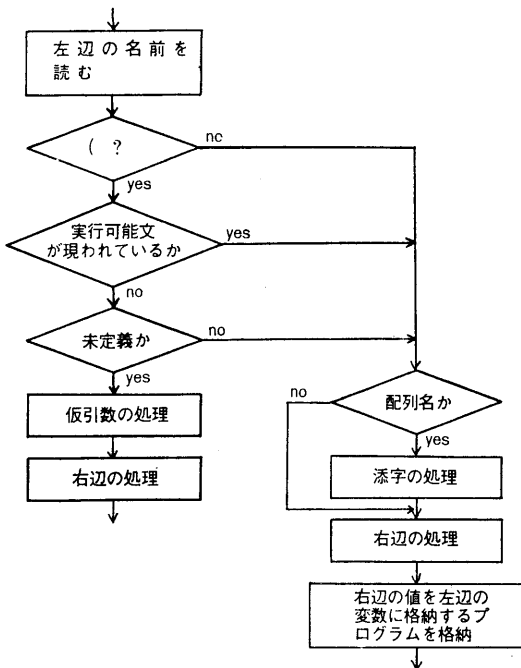 左辺の名前を
読む
( ?
nc
yes
実行可能文
が現われているか
yes
no
未定義か
no
yes
仮引数の処理
右辺の処理
配列名か
no
yes
添字の処理
右辺の処理
右辺の値を左辺の
変数に格納するプ
ログラムを格納